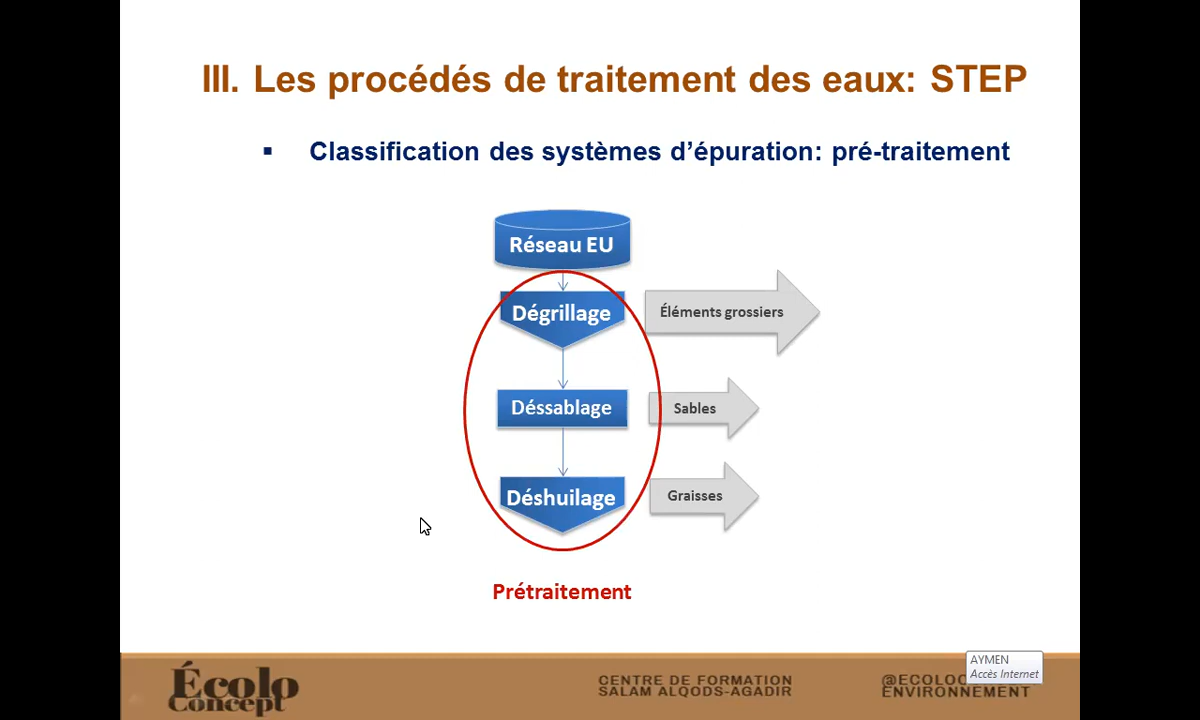 III. Les procédés de traitement des eaux: STEP
▪ Classification des systèmes d’épuration: pré-traitement
Réseau EU
Dégrillage
Éléments grossiers
Déssablage
Sables
Déshuilage
Graisses
Prétraitement
Écolo
Concept
CENTRE DE FORMATION
SALAM ALQODS-AGADIR
ENVIRONNEMENT
AYMEN
Accès Internet